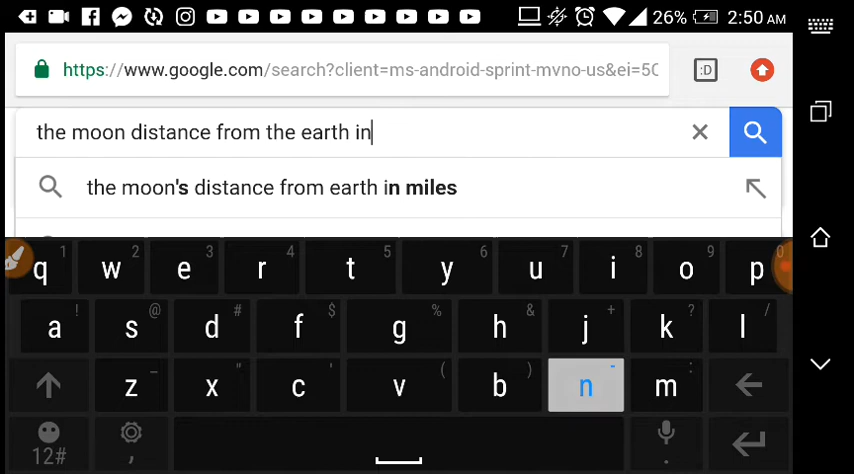 26% 2:50 AM
https://www.google.com/search?client=ms-android-sprint-mvno-us&ei=5C
:D
the moon distance from the earth in
the moon's distance from earth in miles
q 1 w 2 e 3 r 4 t 5 y 6 u 7 i 8 o 9 p 0
a ! s @ d # f $ g % h & j + k ? l /
z _ x " c ' v ( b ) n - m :
12# , .